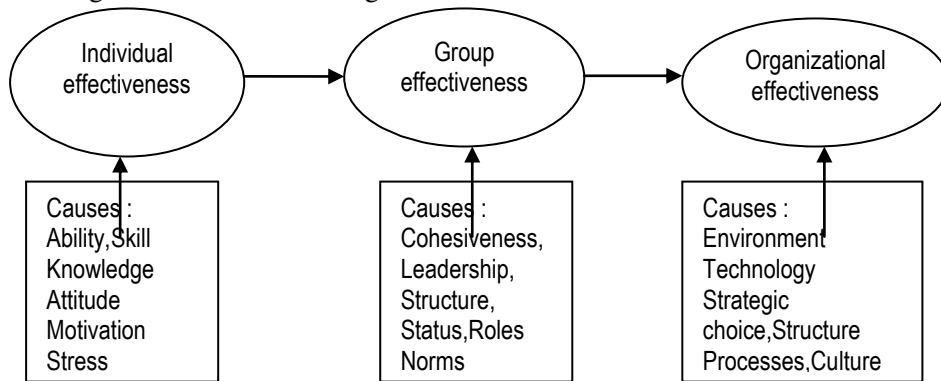 Individual
effectiveness
Group
effectiveness
Organizational
effectiveness
Causes :
Ability,Skill
Knowledge
Attitude
Motivation
Stress
Causes :
Cohesiveness,
Leadership,
Structure,
Status,Roles
Norms
Causes :
Environment
Technology
Strategic
choice,Structure
Processes,Culture